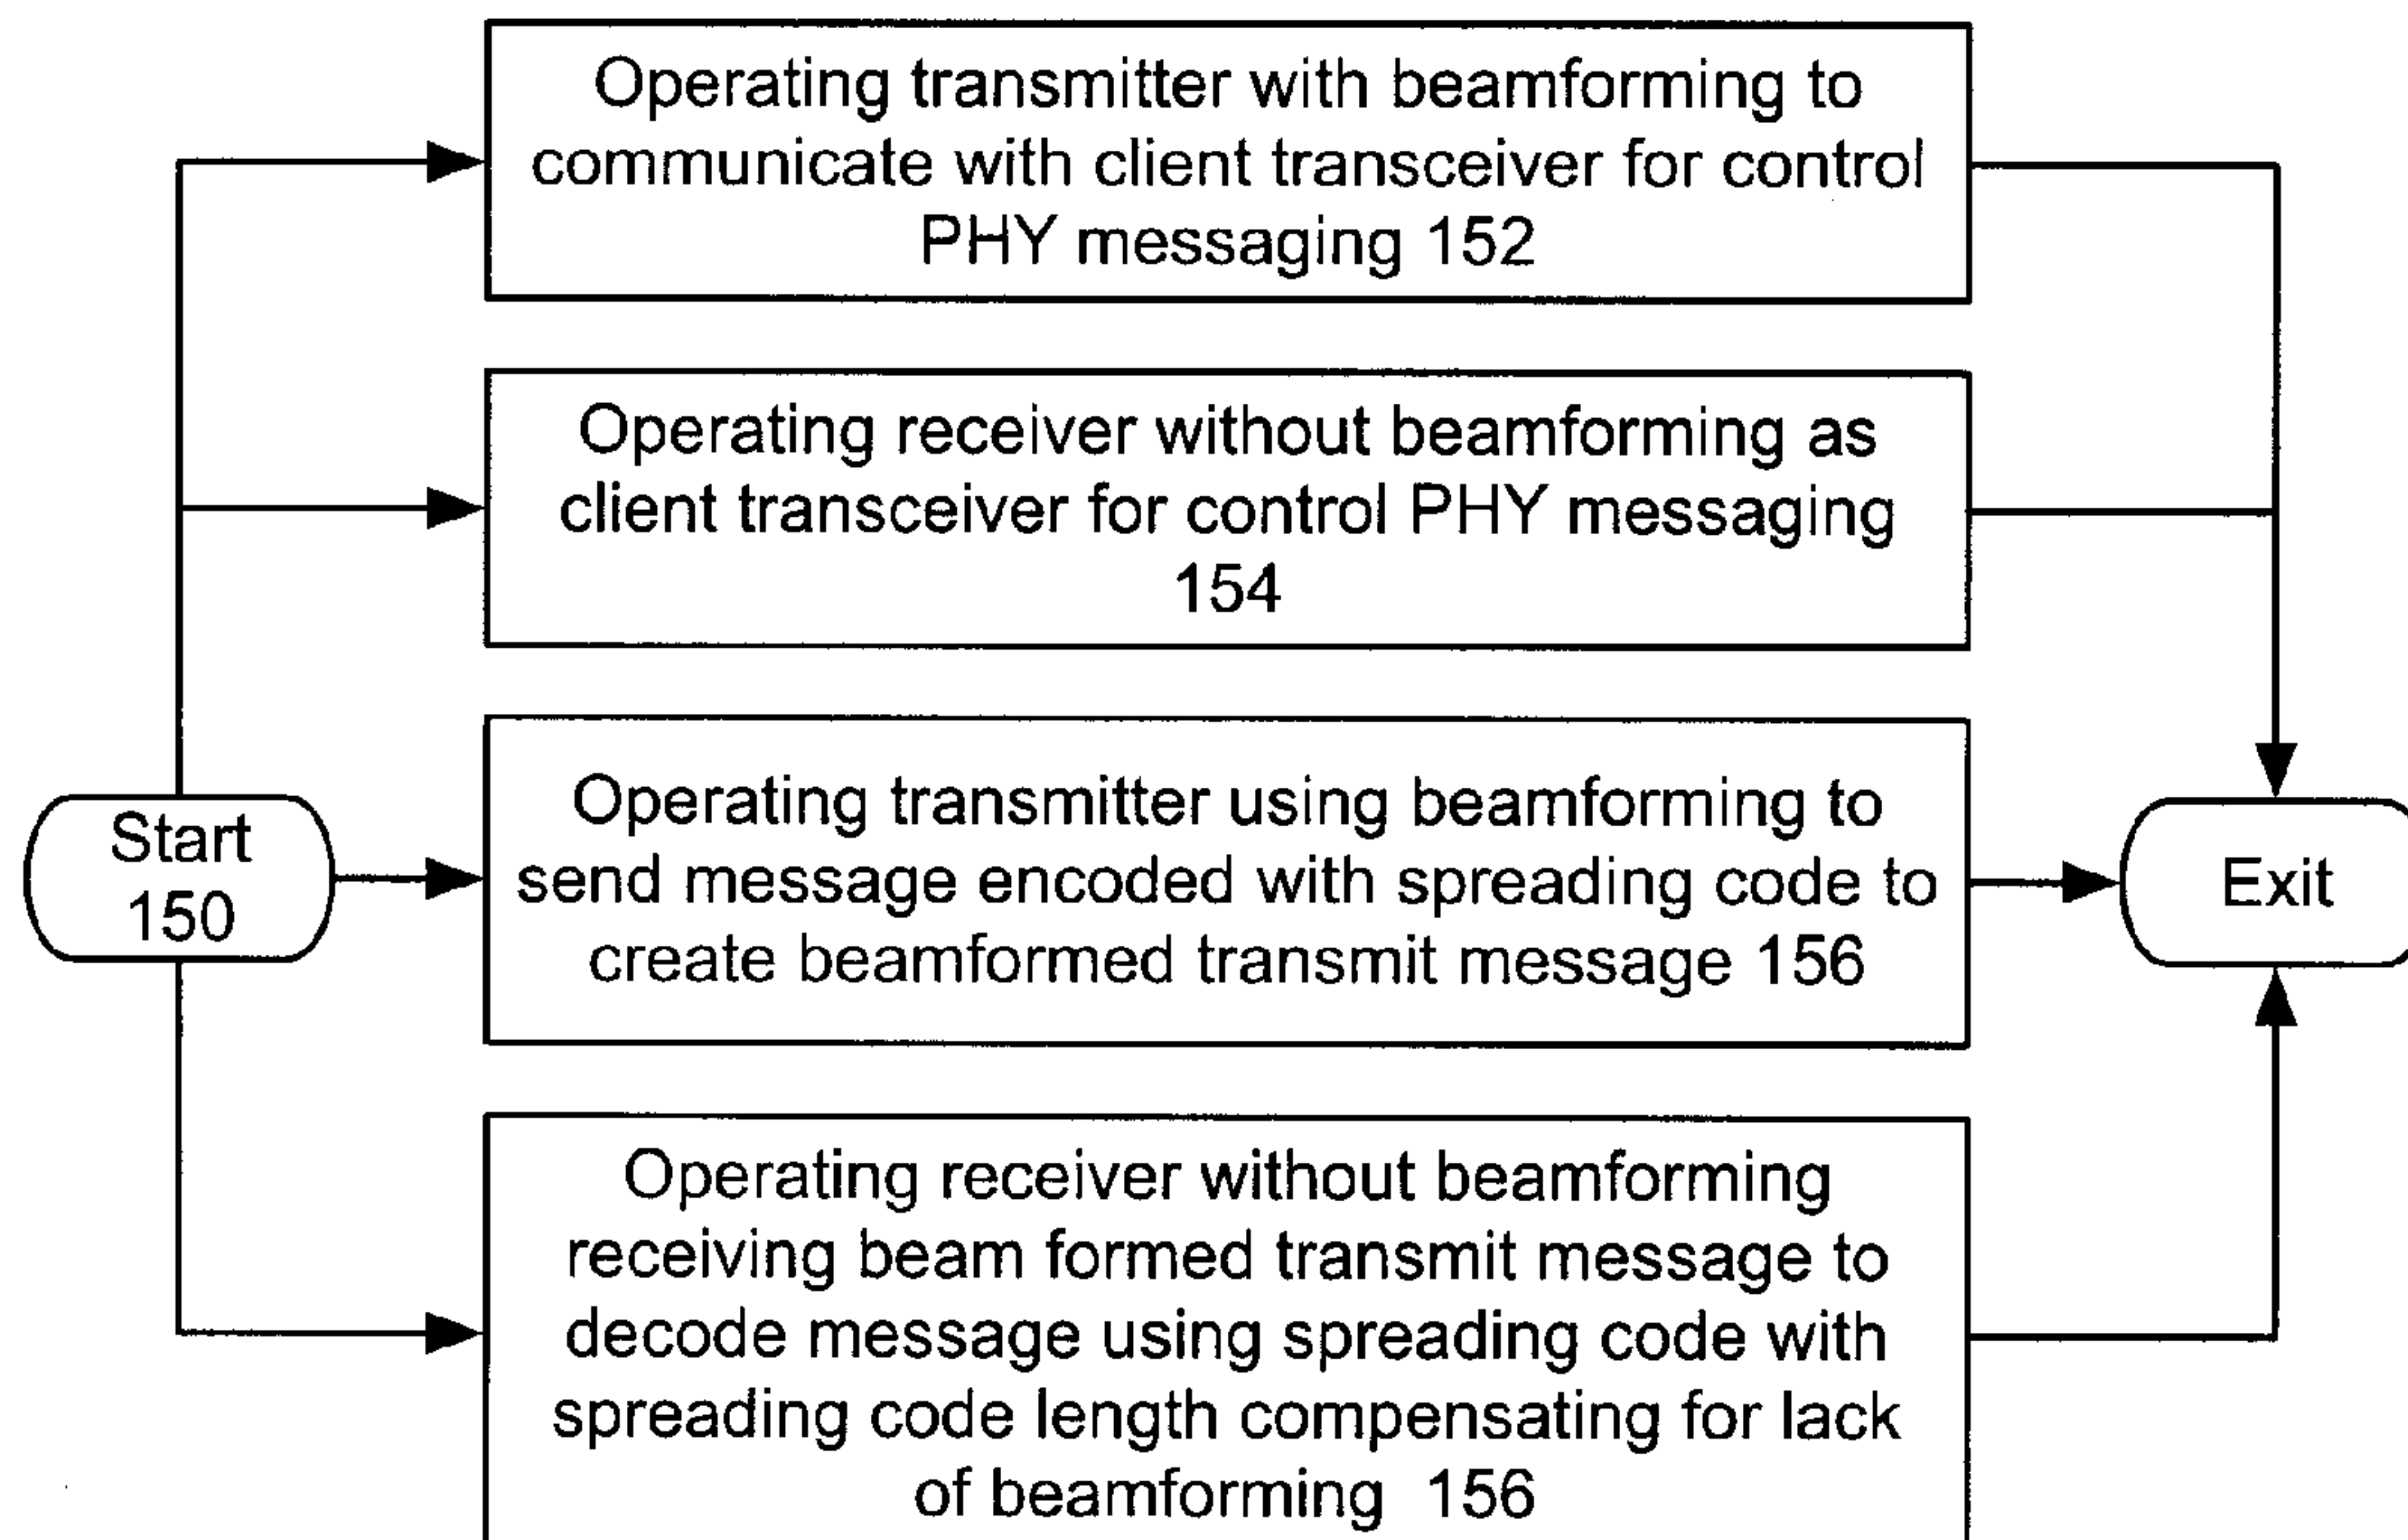 Operating transmitter with beamforming to
communicate with client transceiver for control
PHY messaging 152
Operating receiver without beamforming as
client transceiver for control PHY messaging
154
Start
150
Operating transmitter using beamforming to
send message encoded with spreading code to
create beamformed transmit message 156
Exit
Operating receiver without beamforming
receiving beam formed transmit message to
decode message using spreading code with
spreading code length compensating for lack
of beamforming 156